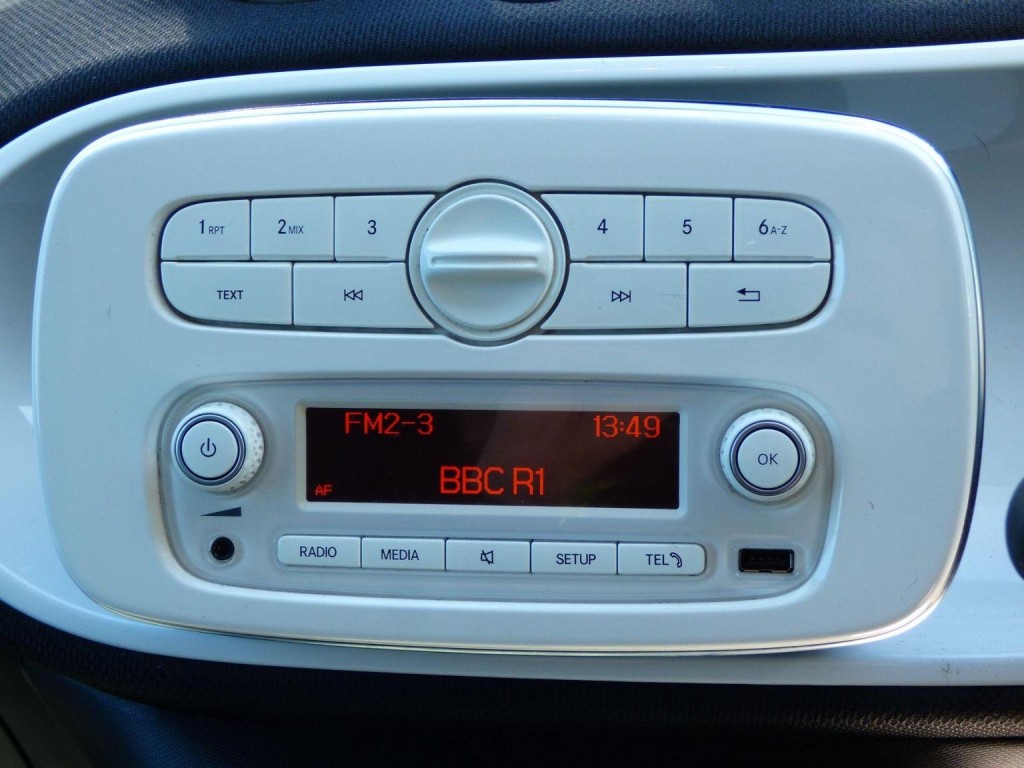 1 RPT 2 MIX 3 4 5 6 A-Z
TEXT
FM2-3 13:49
BBC R1
AF
OK
RADIO MEDIA SETUP TEL